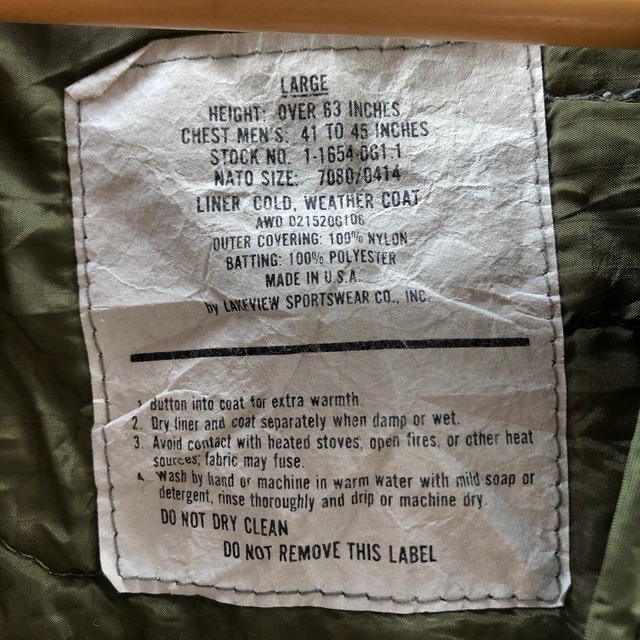 LARGE
HEIGHT: OVER 63 INCHES
CHEST MEN'S: 41 TO 45 INCHES
STOCK NO. 1-1654-0G1-1
NATO SIZE: 7080/0414
LINER COLD, WEATHER COAT
AWD 021520G106
OUTER COVERING: 100% NYLON
BATTING: 100% POLYESTER
MADE IN U.S.A.
by LAKEVIEW SPORTSWEAR CO., INC.
1. Button into coat for extra warmth.
2. Dry liner and coat separately when damp or wet.
3. Avoid contact with heated stoves, open fires, or other heat
sources; fabric may fuse.
4. Wash by hand or machine in warm water with mild soap or
detergent, rinse thoroughly and drip or machine dry.
DO NOT DRY CLEAN
DO NOT REMOVE THIS LABEL